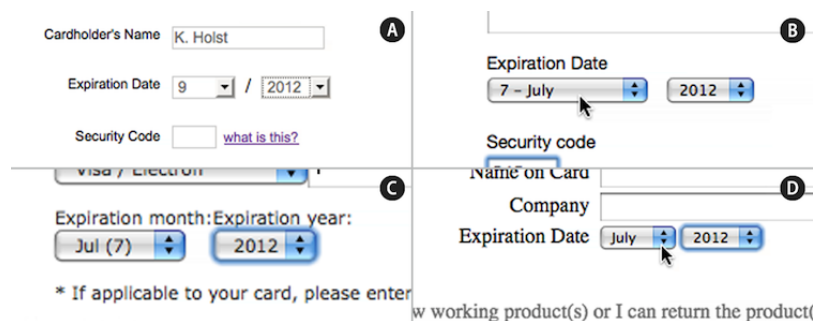 A
Cardholder's Name K. Holst
Expiration Date 9 / 2012
Security Code what is this?
B
Expiration Date
7 – July 2012
Security code
C
Visa / Electron
Expiration month: Expiration year:
Jul (7) 2012
* If applicable to your card, please enter
D
Name on Card
Company
Expiration Date July 2012
w working product(s) or I can return the product(